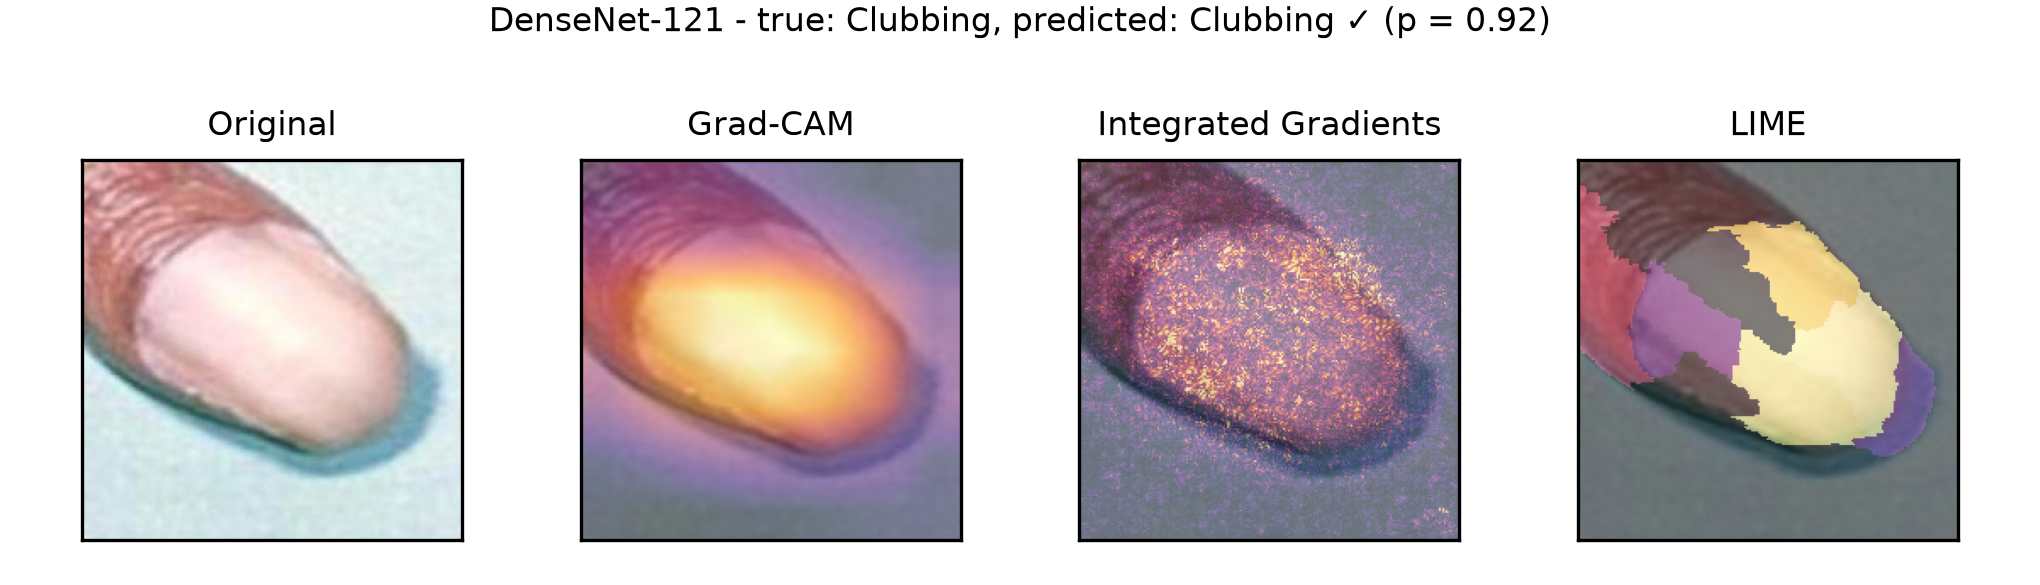 DenseNet-121 - true: Clubbing, predicted: Clubbing ✓ (p = 0.92)
Original
Grad-CAM
Integrated Gradients
LIME